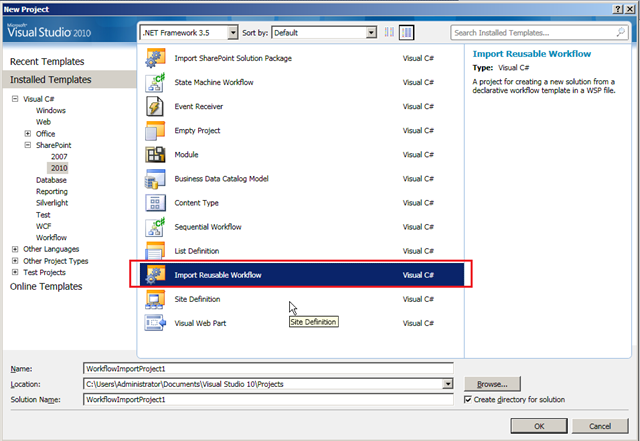 New Project
Microsoft
Visual Studio 2010
.NET Framework 3.5
Sort by:
Default
Search Installed Templates...
Recent Templates
Installed Templates
Visual C#
Windows
Web
Office
SharePoint
2007
2010
Database
Reporting
Silverlight
Test
WCF
Workflow
Other Languages
Other Project Types
Test Projects
Online Templates
Import SharePoint Solution Package Visual C#
State Machine Workflow Visual C#
Event Receiver Visual C#
Empty Project Visual C#
Module Visual C#
Business Data Catalog Model Visual C#
Content Type Visual C#
Sequential Workflow Visual C#
List Definition Visual C#
Import Reusable Workflow Visual C#
Site Definition Visual C#
Site Definition
Visual Web Part Visual C#
Import Reusable Workflow
Type: Visual C#
A project for creating a new solution from a
declarative workflow template in a WSP file.
Name: WorkflowImportProject1
Location: C:\Users\Administrator\Documents\Visual Studio 10\Projects
Browse...
Solution Name: WorkflowImportProject1
Create directory for solution
OK
Cancel